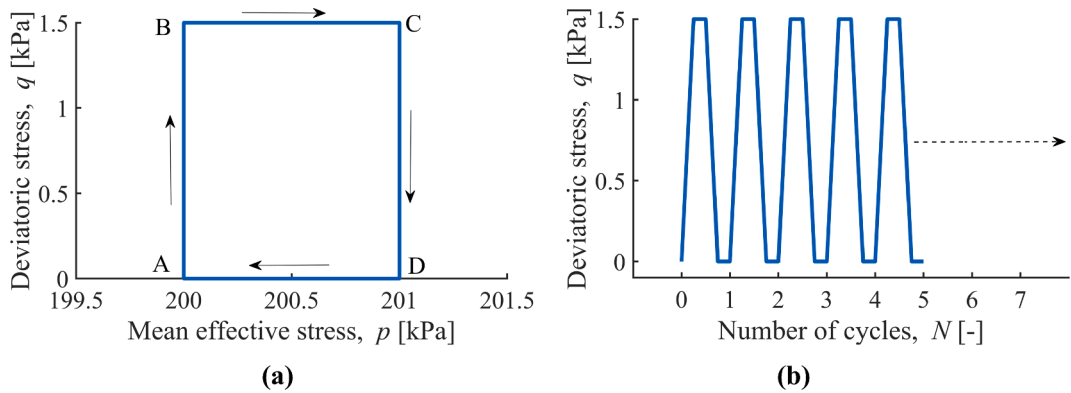 Deviatoric stress, q [kPa]
1.5
1
0.5
0
B
C
A
D
199.5
200
200.5
201
201.5
Mean effective stress, p [kPa]
(a)
Deviatoric stress, q [kPa]
1.5
1
0.5
0
0
1
2
3
4
5
6
7
Number of cycles, N [-]
(b)